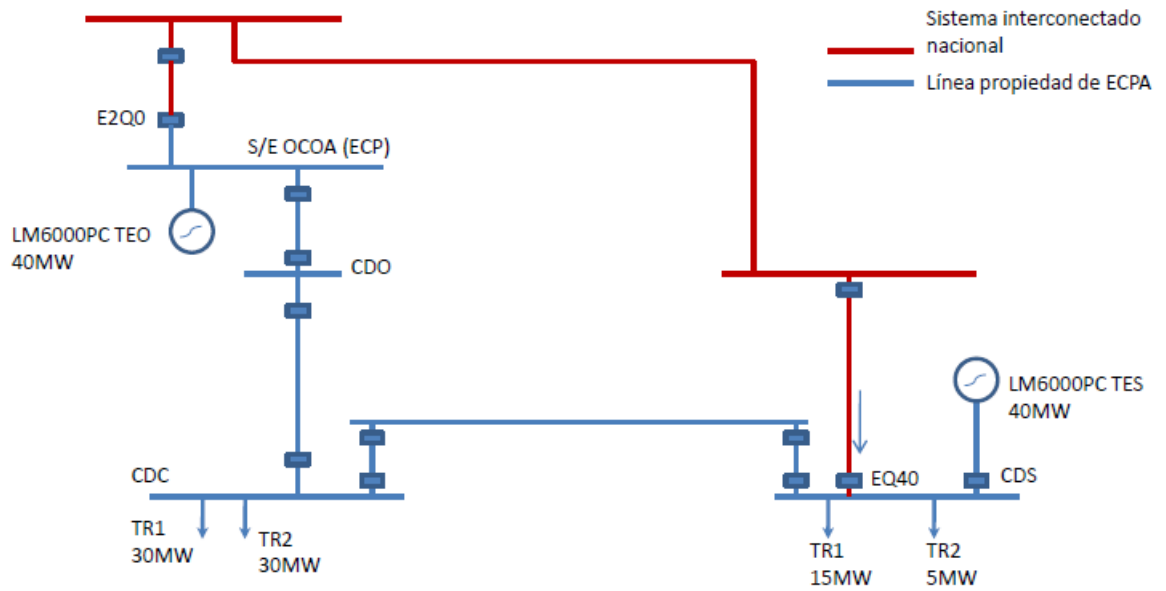 Sistema interconectado
nacional
Línea propiedad de ECPA
E2Q0
S/E OCOA (ECP)
LM6000PC TEO
40MW
CDO
LM6000PC TES
40MW
CDC
EQ40
CDS
TR1
30MW
TR2
30MW
TR1
15MW
TR2
5MW